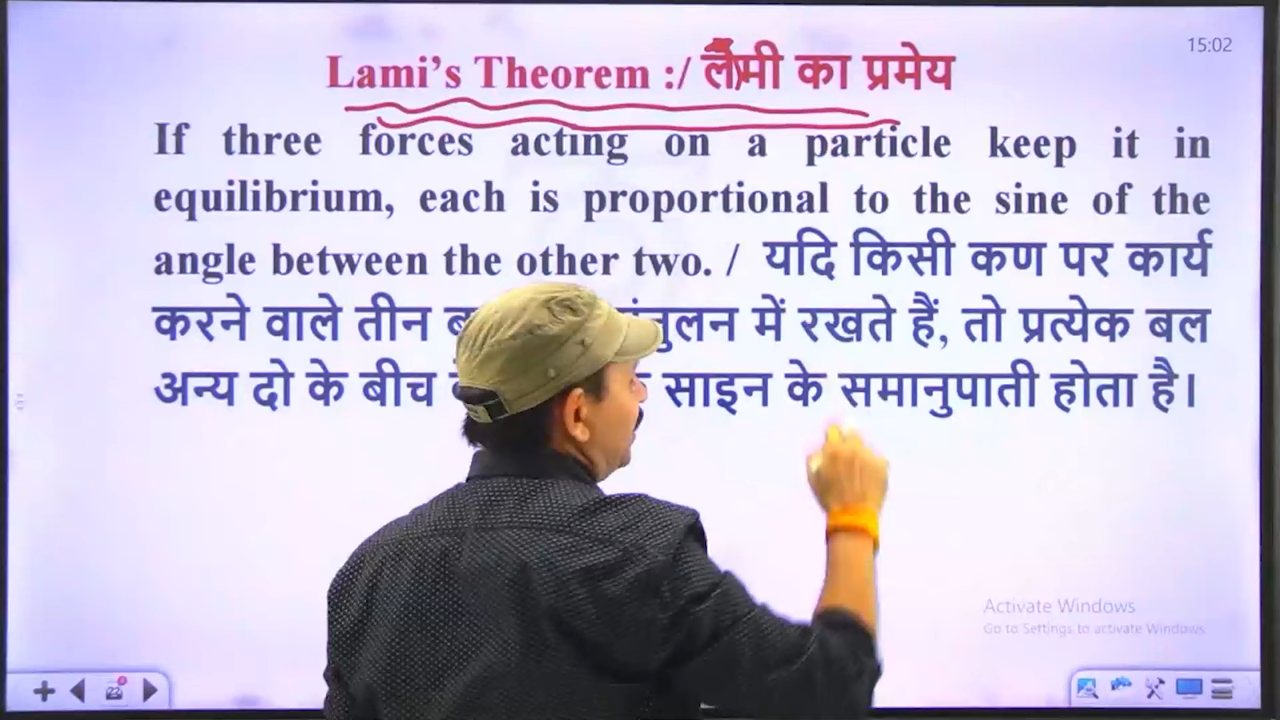 15:02
Lami's Theorem :/ लैमी का प्रमेय
If three forces acting on a particle keep it in
equilibrium, each is proportional to the sine of the
angle between the other two. / यदि किसी कण पर कार्य
करने वाले तीन में रखते हैं, तो प्रत्येक बल
अन्य दो के बीच साइन के समानुपाती होता है।
Activate Windows
Go to Settings to activate Windows.
22